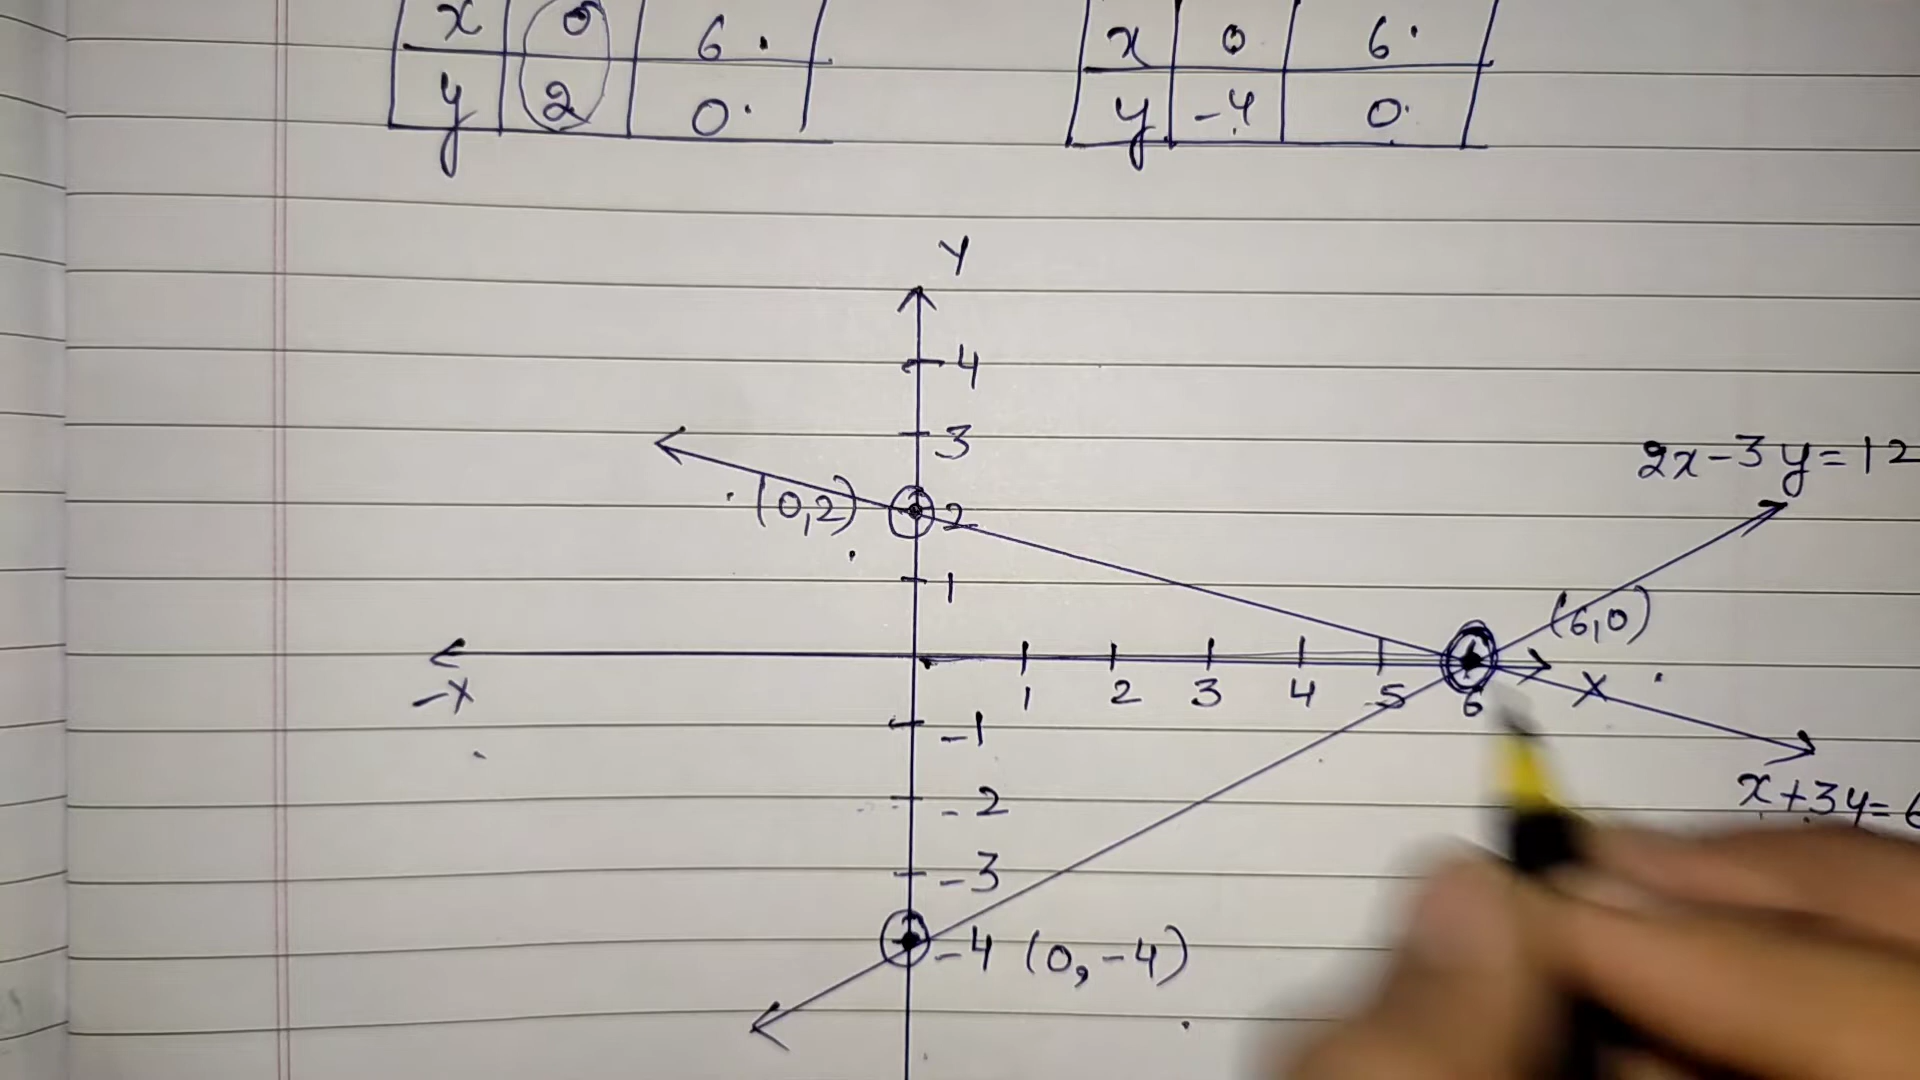 x 0 6
y 2 0
x 0 6
y -4 0
Y
4
3
2x-3y=12
(0,2) 2
1
(6,0)
-X 1 2 3 4 5 6 X
-1
-2
x+3y=6
-3
-4 (0,-4)